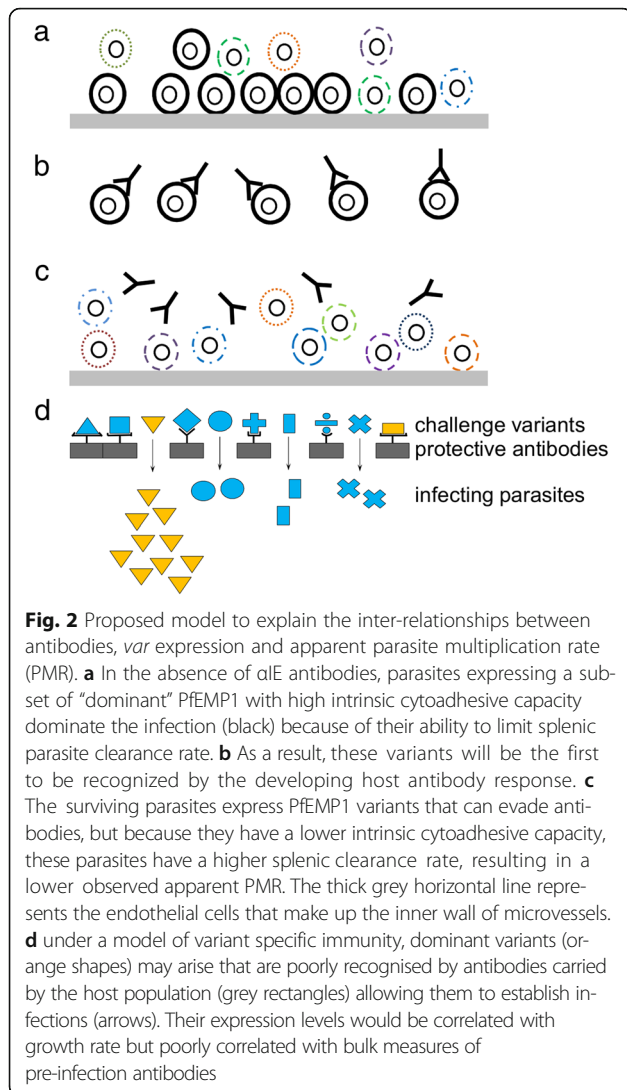 a
b
c
d
challenge variants
protective antibodies
infecting parasites
Fig. 2 Proposed model to explain the inter-relationships between
antibodies, var expression and apparent parasite multiplication rate
(PMR). a In the absence of αIE antibodies, parasites expressing a sub-
set of “dominant” PfEMP1 with high intrinsic cytoadhesive capacity
dominate the infection (black) because of their ability to limit splenic
parasite clearance rate. b As a result, these variants will be the first
to be recognized by the developing host antibody response. c
The surviving parasites express PfEMP1 variants that can evade anti-
bodies, but because they have a lower intrinsic cytoadhesive capacity,
these parasites have a higher splenic clearance rate, resulting in a
lower observed apparent PMR. The thick grey horizontal line repre-
sents the endothelial cells that make up the inner wall of microvessels.
d under a model of variant specific immunity, dominant variants (or-
ange shapes) may arise that are poorly recognised by antibodies carried
by the host population (grey rectangles) allowing them to establish in-
fections (arrows). Their expression levels would be correlated with
growth rate but poorly correlated with bulk measures of
pre-infection antibodies